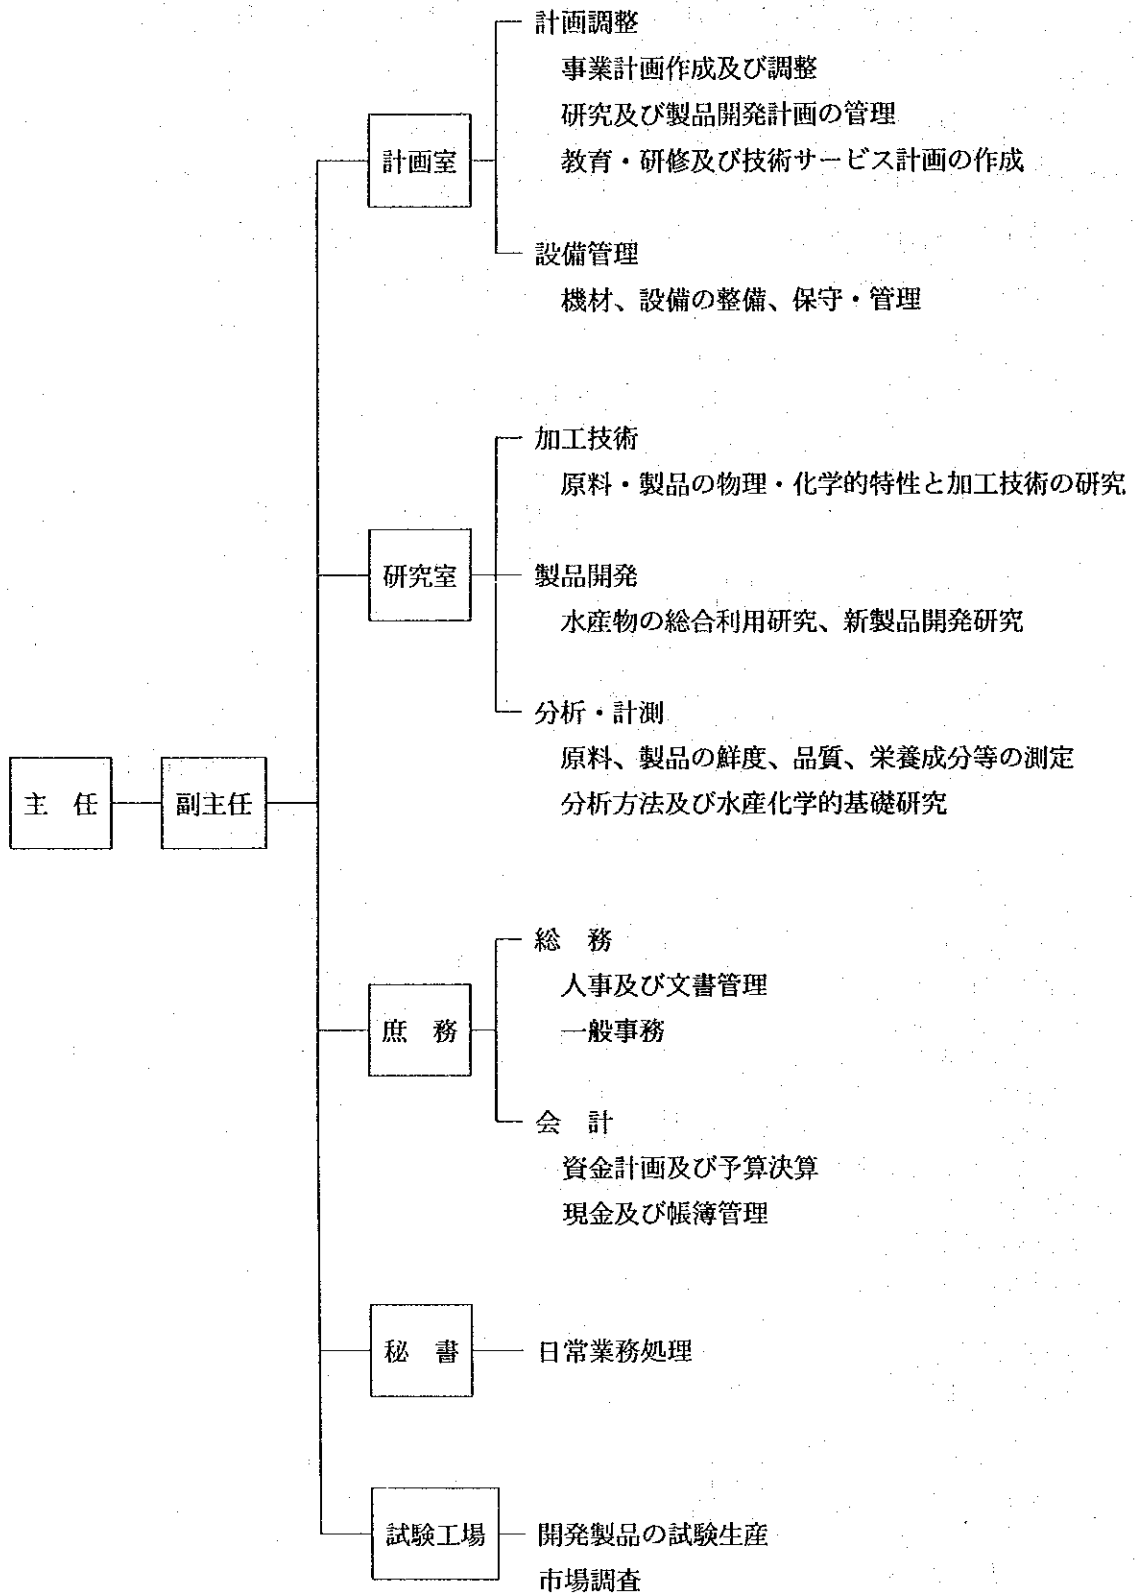 計画調整
事業計画作成及び調整
研究及び製品開発計画の管理
計画室
教育・研修及び技術サービス計画の作成
設備管理
機材、設備の整備、保守・管理
加工技術
原料・製品の物理・化学的特性と加工技術の研究
研究室
製品開発
水産物の総合利用研究、新製品開発研究
分析・計測
原料、製品の鮮度、品質、栄養成分等の測定
主　任
副主任
分析方法及び水産化学的基礎研究
総　務
人事及び文書管理
庶　務
一般事務
会　計
資金計画及び予算決算
現金及び帳簿管理
秘　書
日常業務処理
試験工場
開発製品の試験生産
市場調査